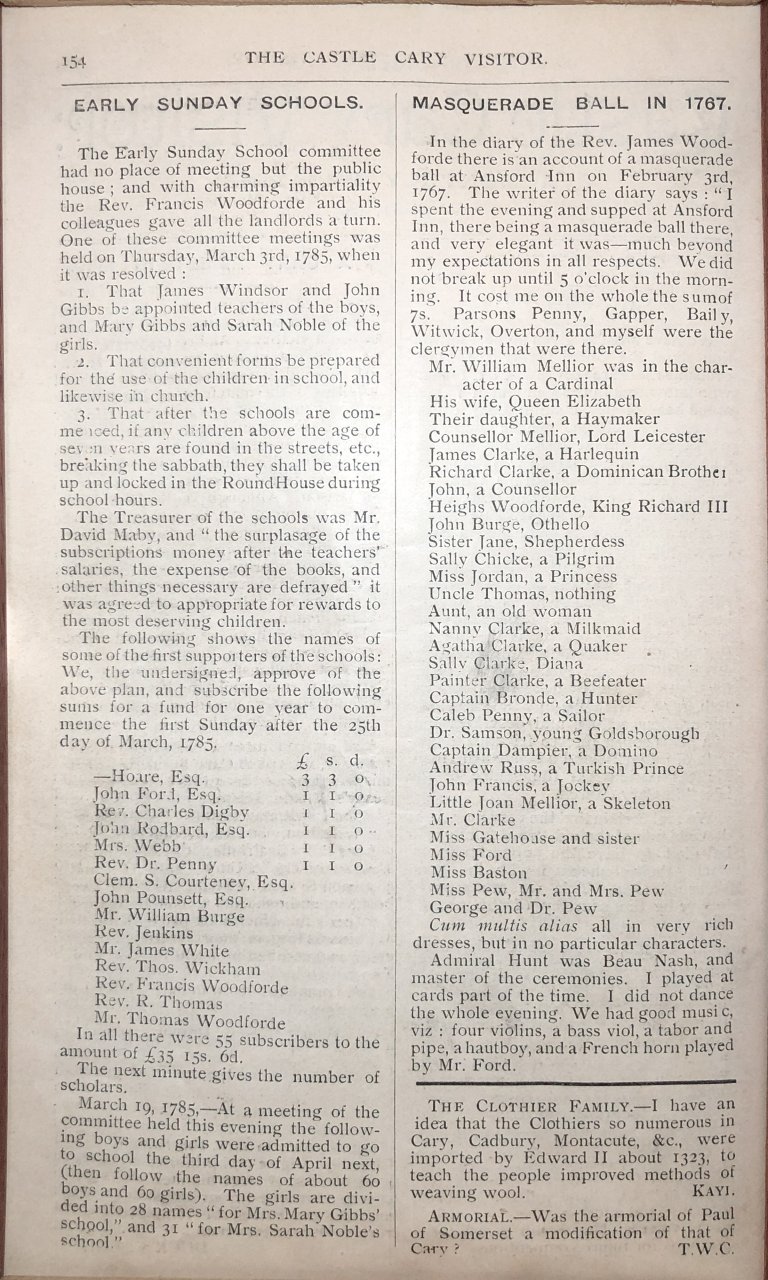 154
THE CASTLE CARY VISITOR.
EARLY SUNDAY SCHOOLS.
The Early Sunday School committee
had no place of meeting but the public
house ; and with charming impartiality
the Rev. Francis Woodforde and his
colleagues gave all the landlords a turn.
One of these committee meetings was
held on Thursday, March 3rd, 1785, when
it was resolved :
1. That James Windsor and John
Gibbs be appointed teachers of the boys,
and Mary Gibbs and Sarah Noble of the
girls.
2. That convenient forms be prepared
for the use of the children in school, and
likewise in church.
3. That after the schools are com-
menced, if any children above the age of
seven years are found in the streets, etc.,
breaking the sabbath, they shall be taken
up and locked in the Round House during
school hours.
The Treasurer of the schools was Mr.
David Maby, and " the surplasage of the
subscriptions money after the teachers'
salaries, the expense of the books, and
other things necessary are defrayed " it
was agreed to appropriate for rewards to
the most deserving children.
The following shows the names of
some of the first supporters of the schools :
We, the undersigned, approve of the
above plan, and subscribe the following
sums for a fund for one year to com-
mence the first Sunday after the 25th
day of March, 1785.
£ s. d.
—Hoare, Esq. 3 3 0
John Ford, Esq. 1 1 0
Rev. Charles Digby 1 1 0
John Rodbard, Esq. 1 1 0
Mrs. Webb 1 1 0
Rev. Dr. Penny 1 1 0
Clem. S. Courteney, Esq.
John Pounsett, Esq.
Mr. William Burge
Rev. Jenkins
Mr. James White
Rev. Thos. Wickham
Rev. Francis Woodforde
Rev. R. Thomas
Mr. Thomas Woodforde
In all there were 55 subscribers to the
amount of £35 15s. 6d.
The next minute gives the number of
scholars.
March 19, 1785,—At a meeting of the
committee held this evening the follow-
ing boys and girls were admitted to go
to school the third day of April next,
(then follow the names of about 60
boys and 60 girls). The girls are divi-
ded into 28 names " for Mrs. Mary Gibbs'
school," and 31 " for Mrs. Sarah Noble's
school "
MASQUERADE BALL IN 1767.
In the diary of the Rev. James Wood-
forde there is an account of a masquerade
ball at Ansford Inn on February 3rd,
1767. The writer of the diary says : " I
spent the evening and supped at Ansford
Inn, there being a masquerade ball there,
and very elegant it was—much beyond
my expectations in all respects. We did
not break up until 5 o'clock in the morn-
ing. It cost me on the whole the sum of
7s. Parsons Penny, Gapper, Baily,
Witwick, Overton, and myself were the
clergymen that were there.
Mr. William Mellior was in the char-
acter of a Cardinal
His wife, Queen Elizabeth
Their daughter, a Haymaker
Counsellor Mellior, Lord Leicester
James Clarke, a Harlequin
Richard Clarke, a Dominican Brother
John, a Counsellor
Heighs Woodforde, King Richard III
John Burge, Othello
Sister Jane, Shepherdess
Sally Chicke, a Pilgrim
Miss Jordan, a Princess
Uncle Thomas, nothing
Aunt, an old woman
Nanny Clarke, a Milkmaid
Agatha Clarke, a Quaker
Sally Clarke, Diana
Painter Clarke, a Beefeater
Captain Bronde, a Hunter
Caleb Penny, a Sailor
Dr. Samson, young Goldsborough
Captain Dampier, a Domino
Andrew Russ, a Turkish Prince
John Francis, a Jockey
Little Joan Mellior, a Skeleton
Mr. Clarke
Miss Gatehouse and sister
Miss Ford
Miss Baston
Miss Pew, Mr. and Mrs. Pew
George and Dr. Pew
Cum multis alias all in very rich
dresses, but in no particular characters.
Admiral Hunt was Beau Nash, and
master of the ceremonies. I played at
cards part of the time. I did not dance
the whole evening. We had good music,
viz : four violins, a bass viol, a tabor and
pipe, a hautboy, and a French horn played
by Mr. Ford.
THE CLOTHIER FAMILY.—I have an
idea that the Clothiers so numerous in
Cary, Cadbury, Montacute, &c., were
imported by Edward II about 1323, to
teach the people improved methods of
weaving wool. KAYI.
ARMORIAL.—Was the armorial of Paul
of Somerset a modification of that of
Cary ? T.W.C.